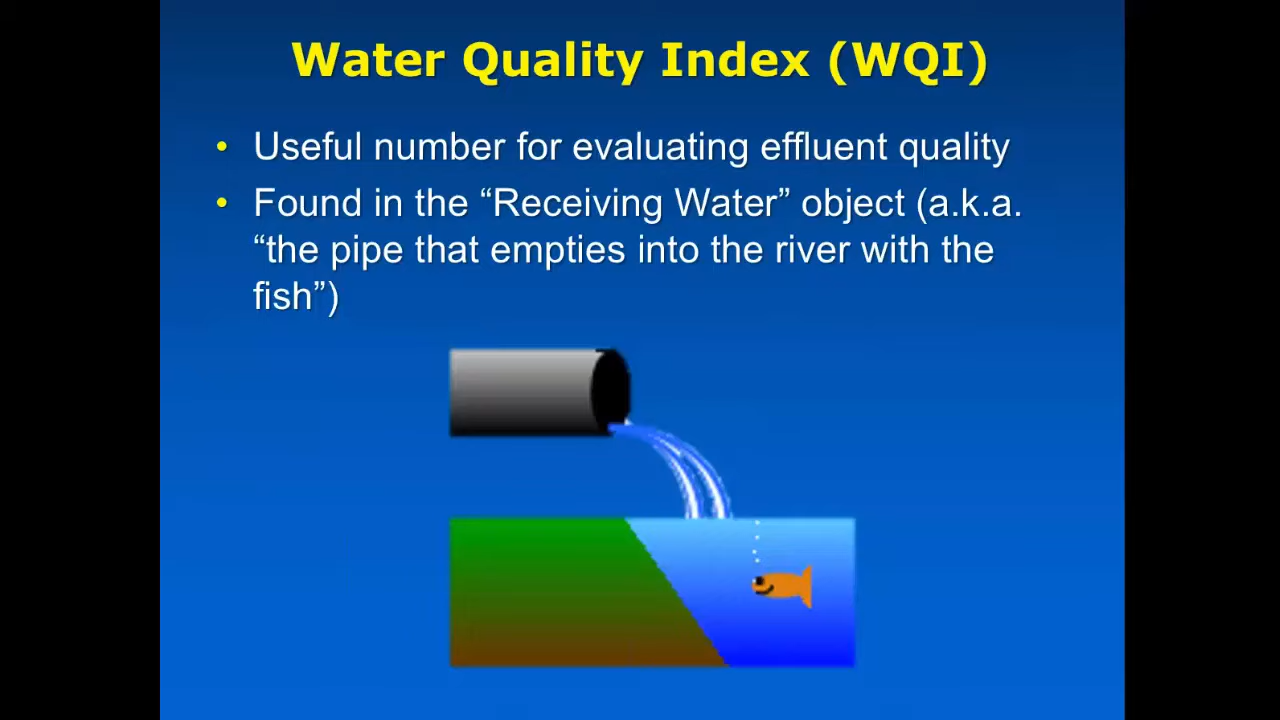 Water Quality Index (WQI)
• Useful number for evaluating effluent quality
• Found in the “Receiving Water” object (a.k.a.
“the pipe that empties into the river with the
fish”)